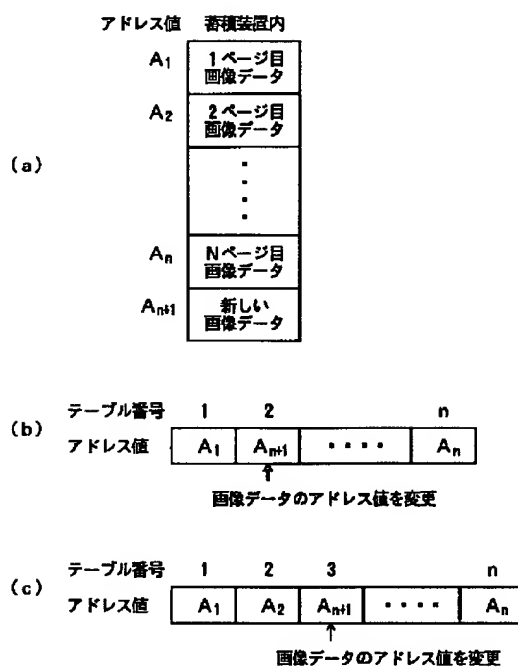 アドレス値 蓄積装置内
A1 1ページ目
画像データ
A2 2ページ目
画像データ
(a)
An Nページ目
画像データ
An+1 新しい
画像データ
テーブル番号 1 2 n
(b)
アドレス値 A1 An+1 ・・・・ An
画像データのアドレス値を変更
テーブル番号 1 2 3 n
(c)
アドレス値 A1 A2 An+1 ・・・・ An
画像データのアドレス値を変更